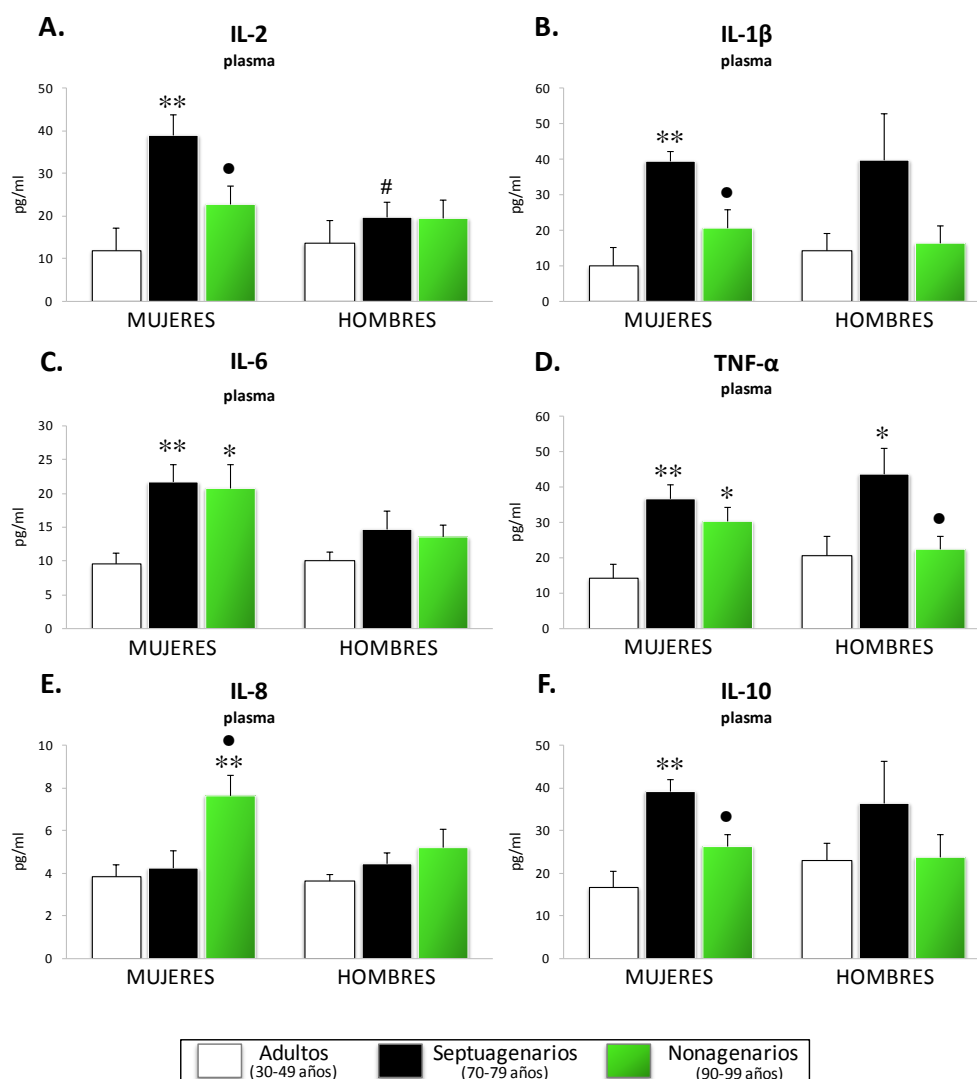 A.
IL-2
plasma
50
40
30
20
10
0
pg/ml
**
●
#
MUJERES
HOMBRES
B.
IL-1β
plasma
60
50
40
30
20
10
0
pg/ml
**
●
MUJERES
HOMBRES
C.
IL-6
plasma
30
25
20
15
10
5
0
pg/ml
**
*
MUJERES
HOMBRES
D.
TNF-α
plasma
60
50
40
30
20
10
0
pg/ml
**
*
*
●
MUJERES
HOMBRES
E.
IL-8
plasma
10
8
6
4
2
0
pg/ml
●
**
MUJERES
HOMBRES
F.
IL-10
plasma
50
40
30
20
10
0
pg/ml
**
●
MUJERES
HOMBRES
Adultos
(30-49 años)
Septuagenarios
(70-79 años)
Nonagenarios
(90-99 años)